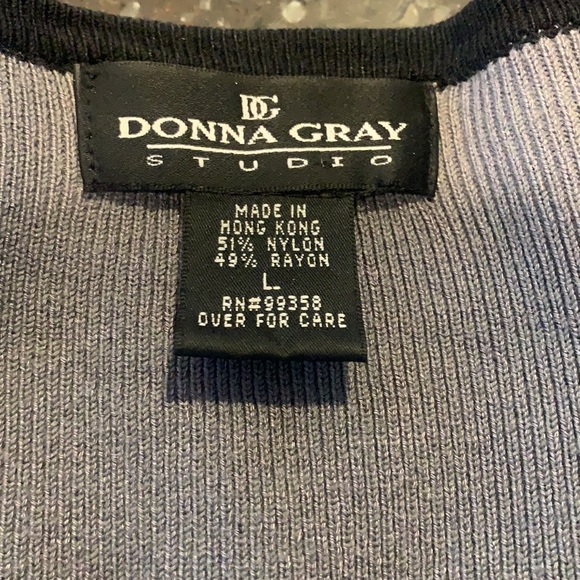 DG
DONNA GRAY
STUDIO
MADE IN
HONG KONG
51% NYLON
49% RAYON
L
RN#99358
OVER FOR CARE